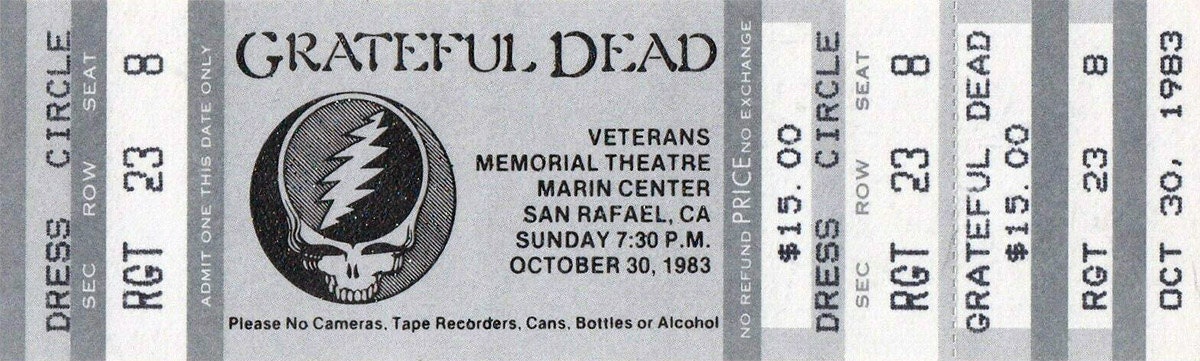 DRESS CIRCLE
SEC ROW SEAT
RGT 23 8
ADMIT ONE THIS DATE ONLY
GRATEFUL DEAD
VETERANS
MEMORIAL THEATRE
MARIN CENTER
SAN RAFAEL, CA
SUNDAY 7:30 P.M.
OCTOBER 30, 1983
Please No Cameras, Tape Recorders, Cans, Bottles or Alcohol
NO REFUND PRICE NO EXCHANGE
$15.00
DRESS CIRCLE
SEC ROW SEAT
RGT 23 8
GRATEFUL DEAD
$15.00
RGT 23 8
OCT 30, 1983